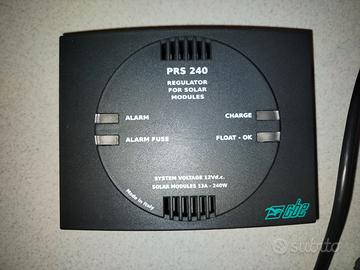 PRS 240
REGULATOR
FOR SOLAR
MODULES
ALARM
CHARGE
ALARM FUSE
FLOAT - OK
SYSTEM VOLTAGE 12Vd.c.
SOLAR MODULES 13A - 240W
Made in Italy
cbe
subito